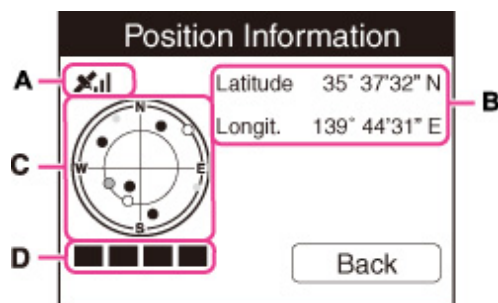 Position Information
A
Latitude 35° 37'32" N
B
Longit. 139° 44'31" E
N
C
W
E
S
D
Back